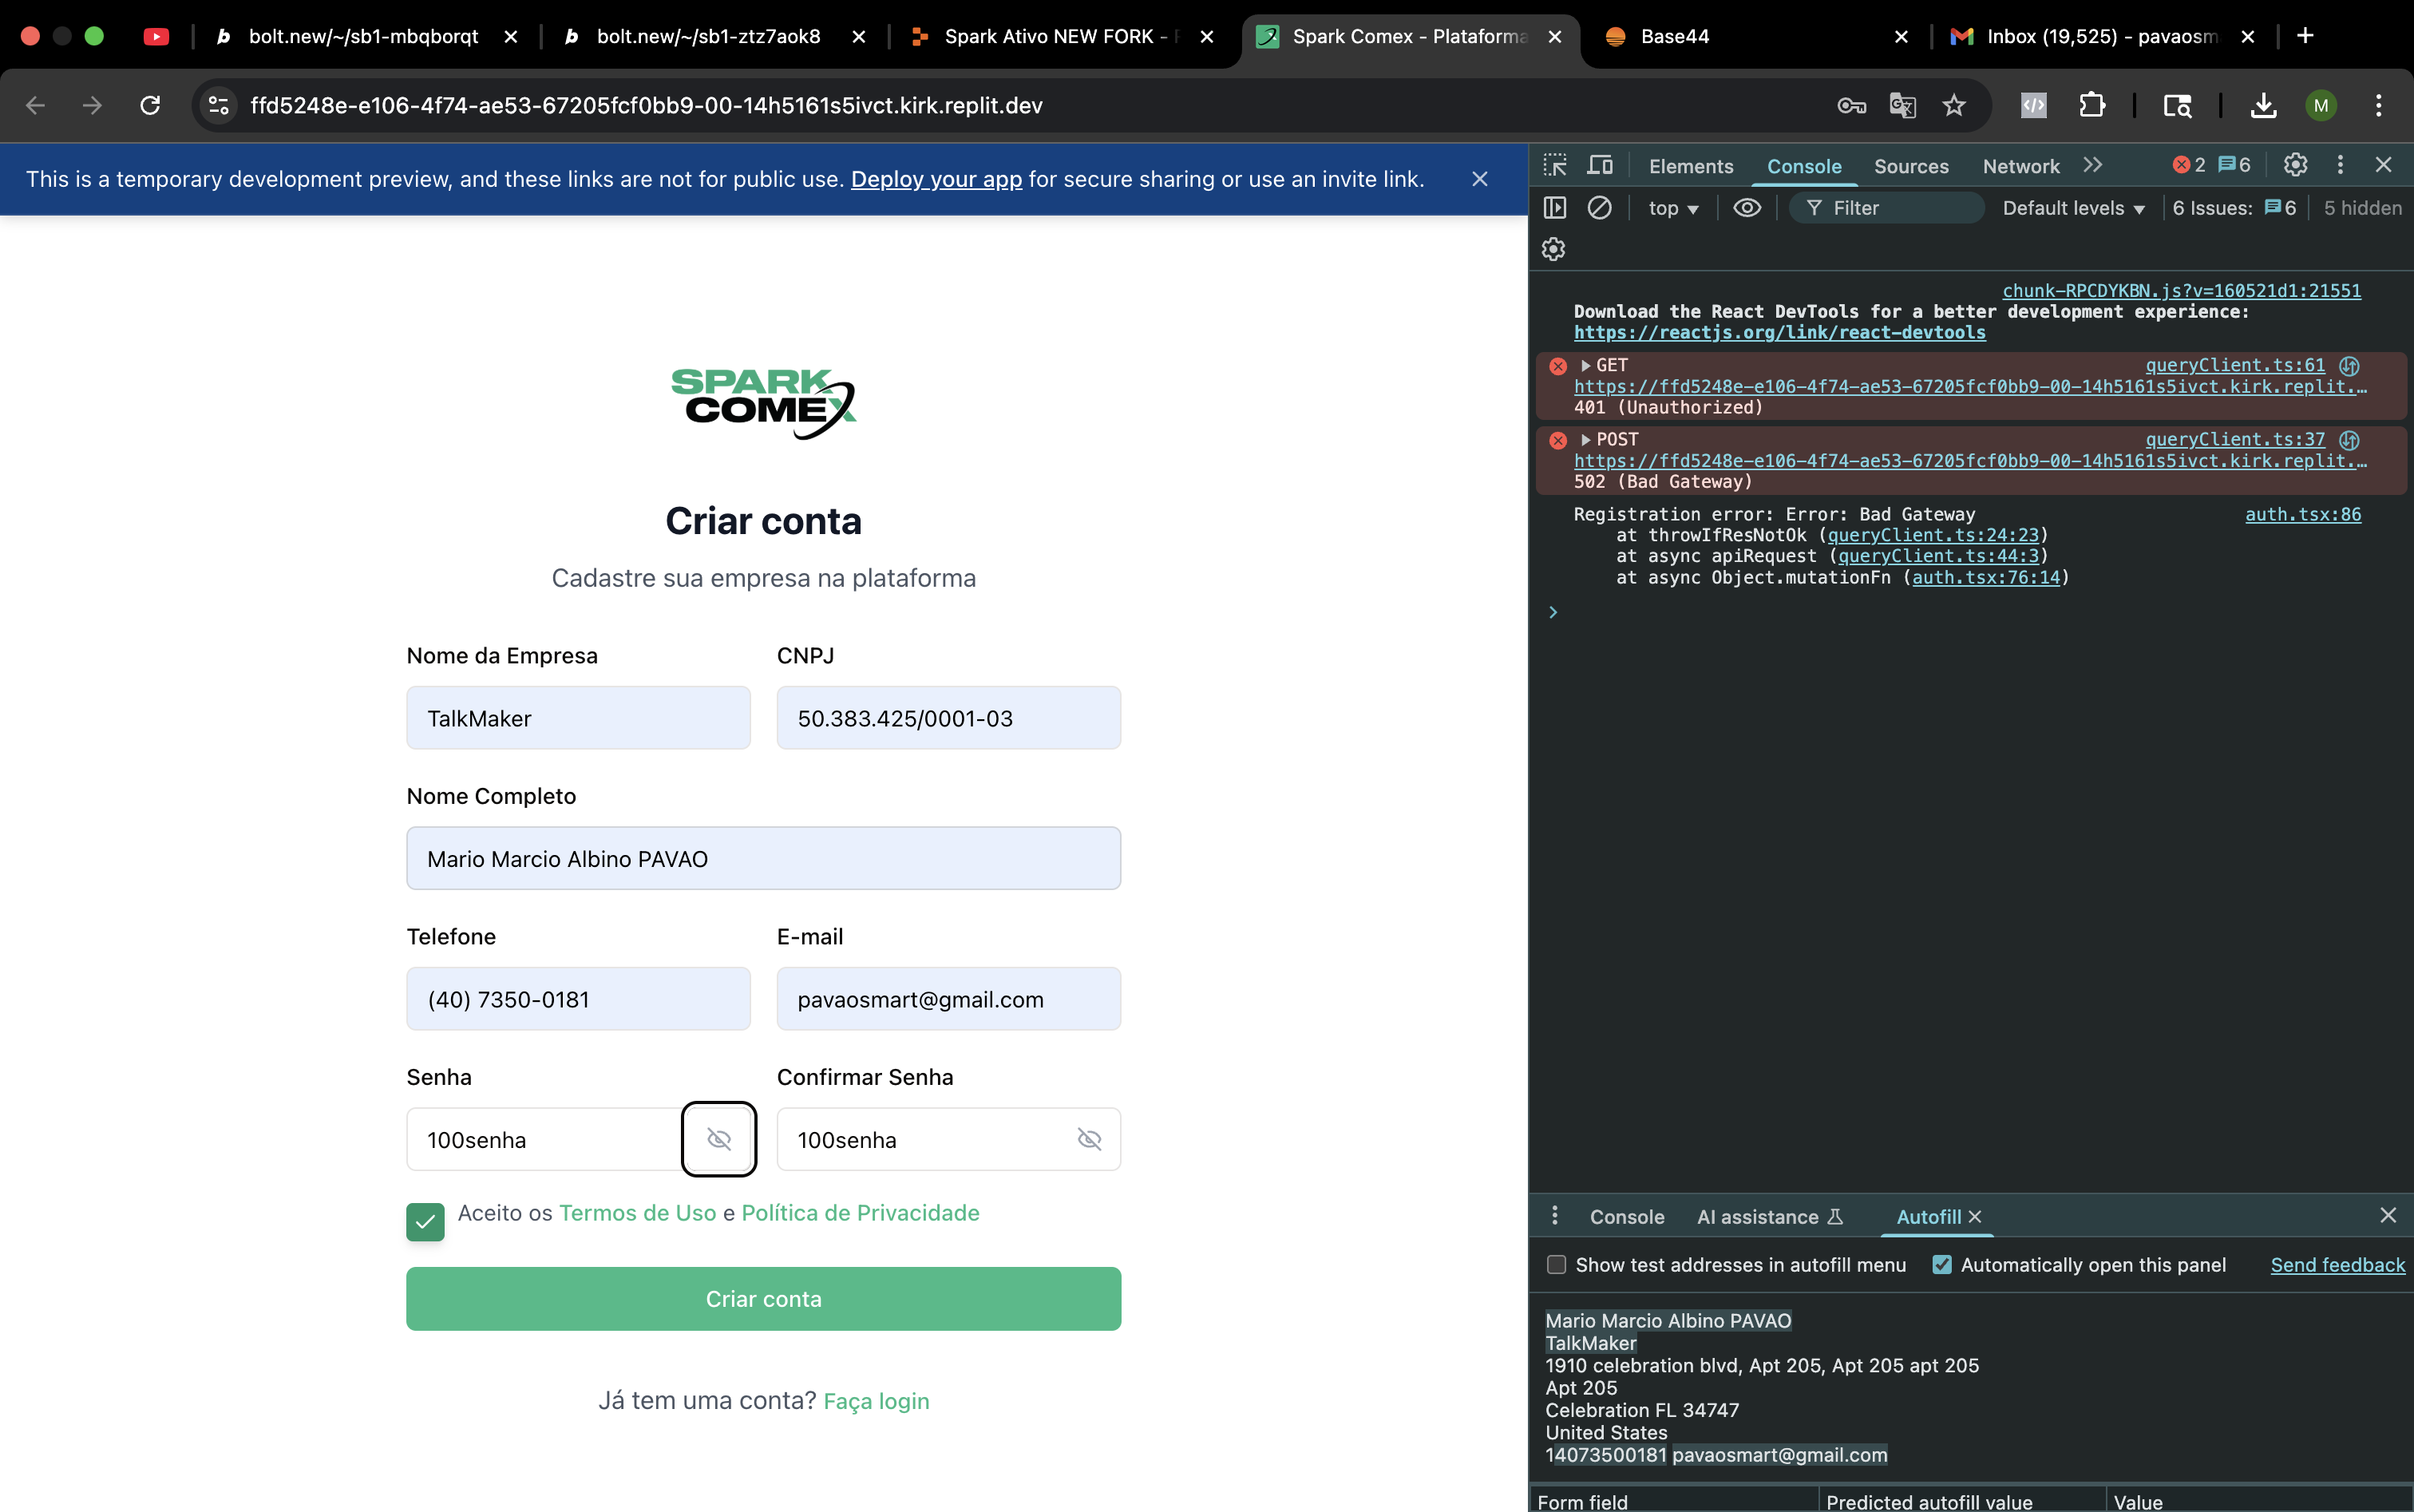 bolt.new/~/sb1-mbqborqt
bolt.new/~/sb1-ztz7aok8
Spark Ativo NEW FORK -
Spark Comex - Plataforma
Base44
Inbox (19,525) - pavaosm
ffd5248e-e106-4f74-ae53-67205fcf0bb9-00-14h5161s5ivct.kirk.replit.dev
M
This is a temporary development preview, and these links are not for public use. Deploy your app for secure sharing or use an invite link.
SPARK
COMEX
Criar conta
Cadastre sua empresa na plataforma
Nome da Empresa
CNPJ
TalkMaker
50.383.425/0001-03
Nome Completo
Mario Marcio Albino PAVAO
Telefone
E-mail
(40) 7350-0181
pavaosmart@gmail.com
Senha
Confirmar Senha
100senha
100senha
Aceito os Termos de Uso e Política de Privacidade
Criar conta
Já tem uma conta? Faça login
Elements
Console
Sources
Network
2
6
top
Filter
Default levels
6 Issues: 6
5 hidden
chunk-RPCDYKBN.js?v=160521d1:21551
Download the React DevTools for a better development experience:
https://reactjs.org/link/react-devtools
GET queryClient.ts:61
https://ffd5248e-e106-4f74-ae53-67205fcf0bb9-00-14h5161s5ivct.kirk.replit.…
401 (Unauthorized)
POST queryClient.ts:37
https://ffd5248e-e106-4f74-ae53-67205fcf0bb9-00-14h5161s5ivct.kirk.replit.…
502 (Bad Gateway)
Registration error: Error: Bad Gateway auth.tsx:86
at throwIfResNotOk (queryClient.ts:24:23)
at async apiRequest (queryClient.ts:44:3)
at async Object.mutationFn (auth.tsx:76:14)
Console
AI assistance
Autofill
Show test addresses in autofill menu
Automatically open this panel
Send feedback
Mario Marcio Albino PAVAO
TalkMaker
1910 celebration blvd, Apt 205, Apt 205 apt 205
Apt 205
Celebration FL 34747
United States
14073500181 pavaosmart@gmail.com
Form field
Predicted autofill value
Value